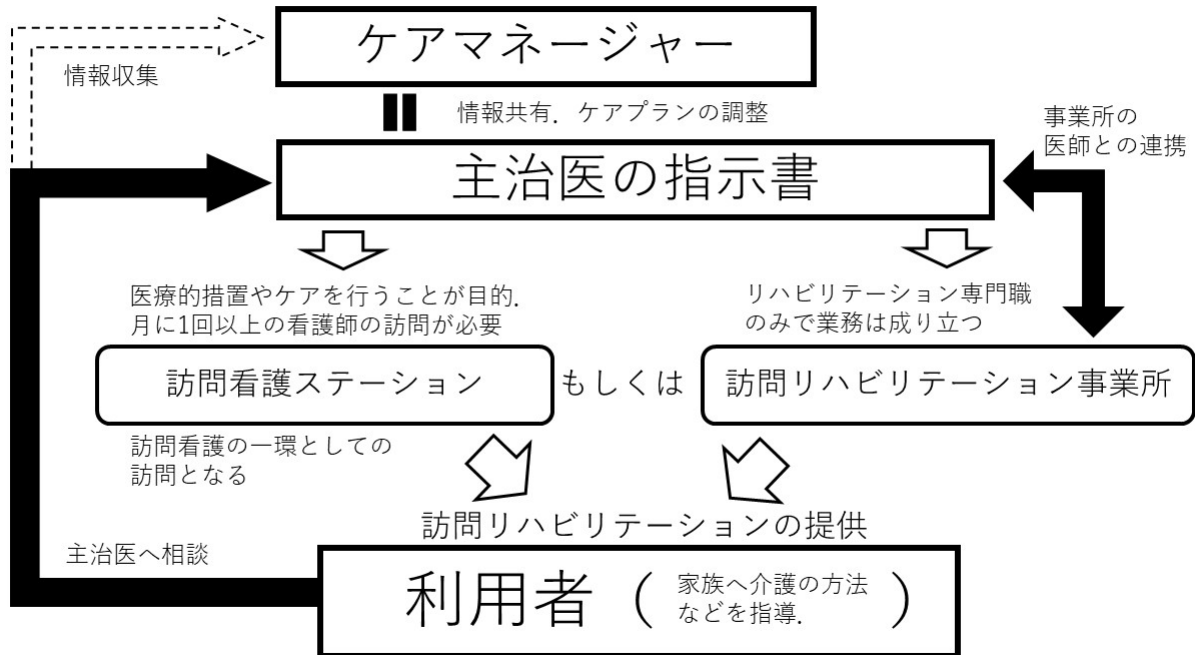 ケアマネージャー
情報収集
情報共有．ケアプランの調整
事業所の
医師との連携
主治医の指示書
医療的措置やケアを行うことが目的．
月に1回以上の看護師の訪問が必要
リハビリテーション専門職
のみで業務は成り立つ
訪問看護ステーション
もしくは
訪問リハビリテーション事業所
訪問看護の一環としての
訪問となる
訪問リハビリテーションの提供
主治医へ相談
利用者（家族へ介護の方法
などを指導．）